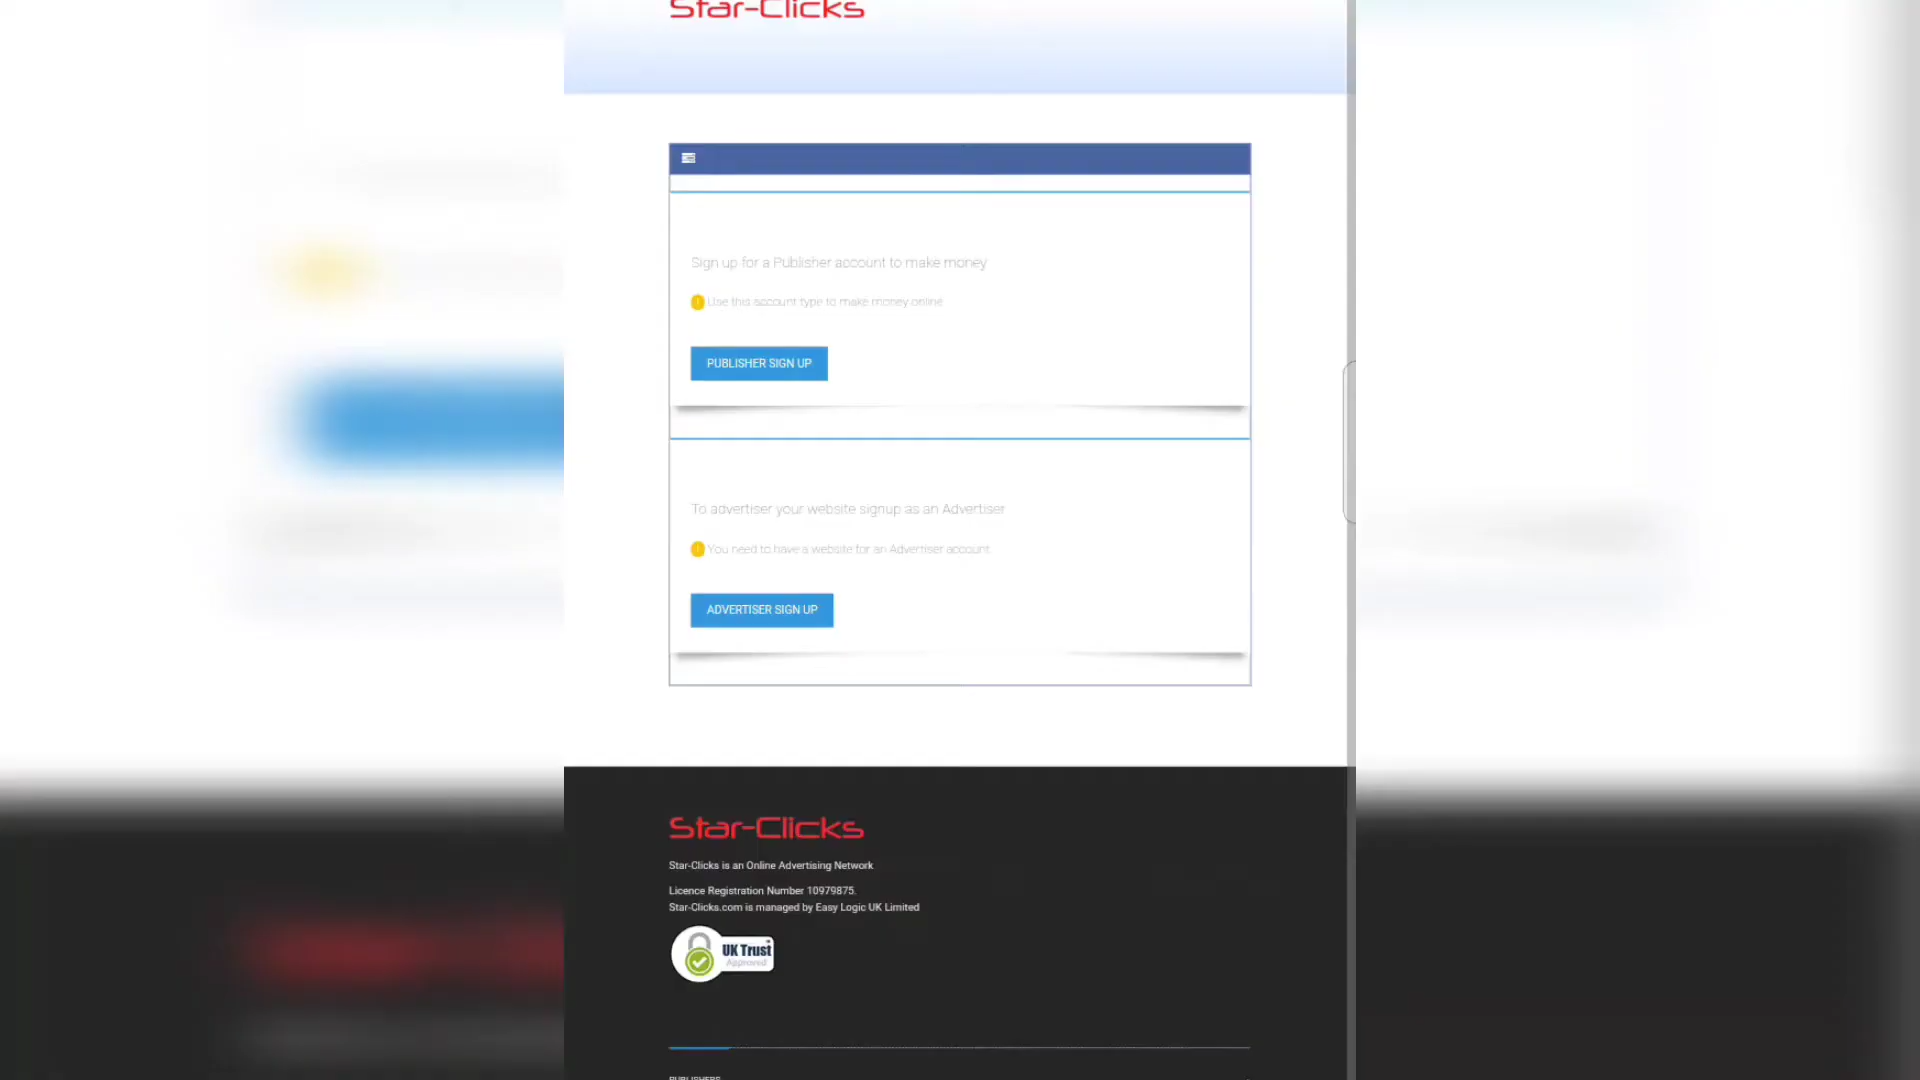 Star-Clicks
Sign up for a Publisher account to make money
Use this account type to make money online
PUBLISHER SIGN UP
To advertiser your website signup as an Advertiser
You need to have a website for an Advertiser account
ADVERTISER SIGN UP
Star-Clicks
Star-Clicks is an Online Advertising Network
Licence Registration Number 10979875.
Star-Clicks.com is managed by Easy Logic UK Limited
UK Trust
Approved
PUBLISHERS